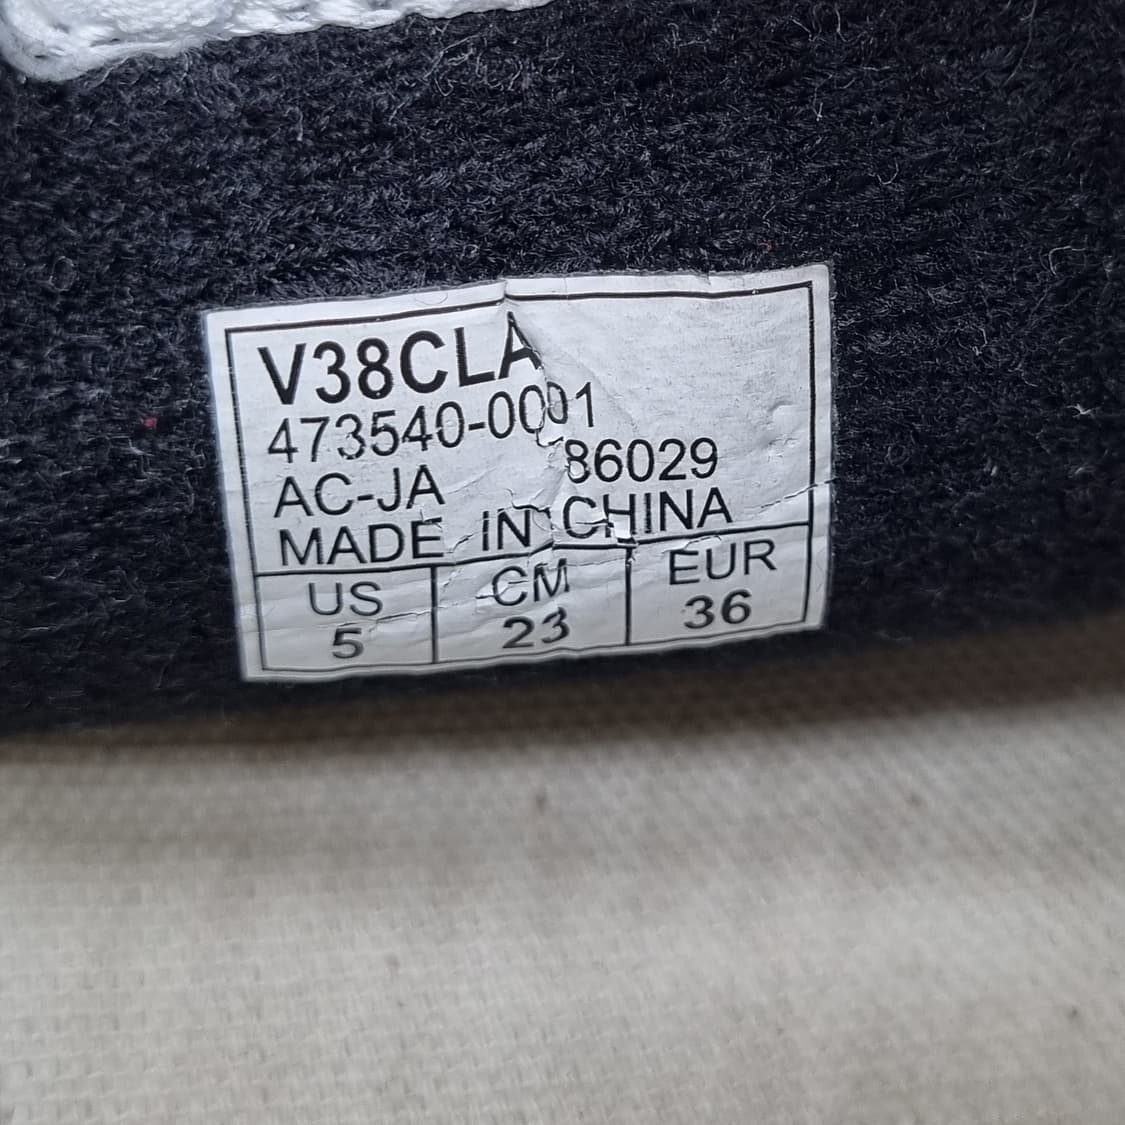 V38CLA
473540-0001
AC-JA 86029
MADE IN CHINA
US CM EUR
5 23 36